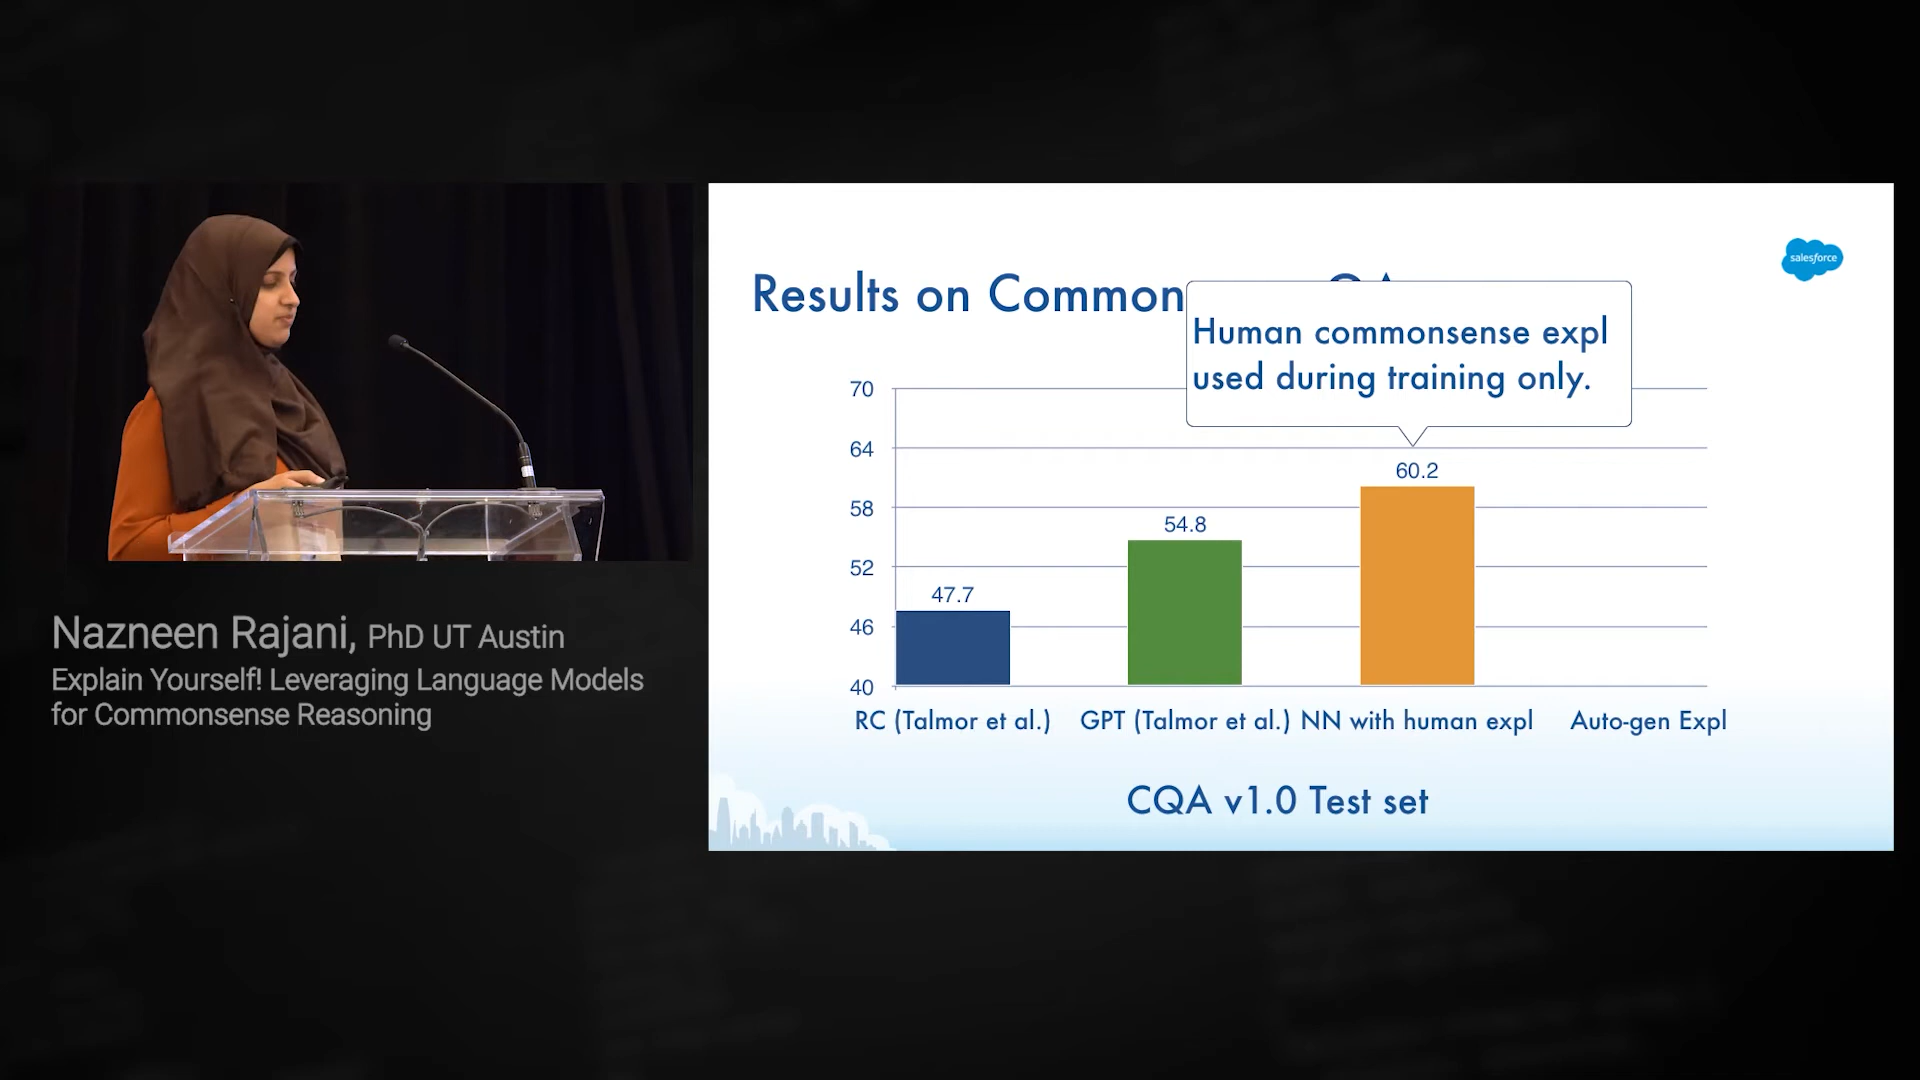 salesforce
Results on Common QA
Human commonsense expl
used during training only.
70
64
58
52
46
40
47.7
54.8
60.2
RC (Talmor et al.)
GPT (Talmor et al.)
NN with human expl
Auto-gen Expl
CQA v1.0 Test set
Nazneen Rajani, PhD UT Austin
Explain Yourself! Leveraging Language Models
for Commonsense Reasoning